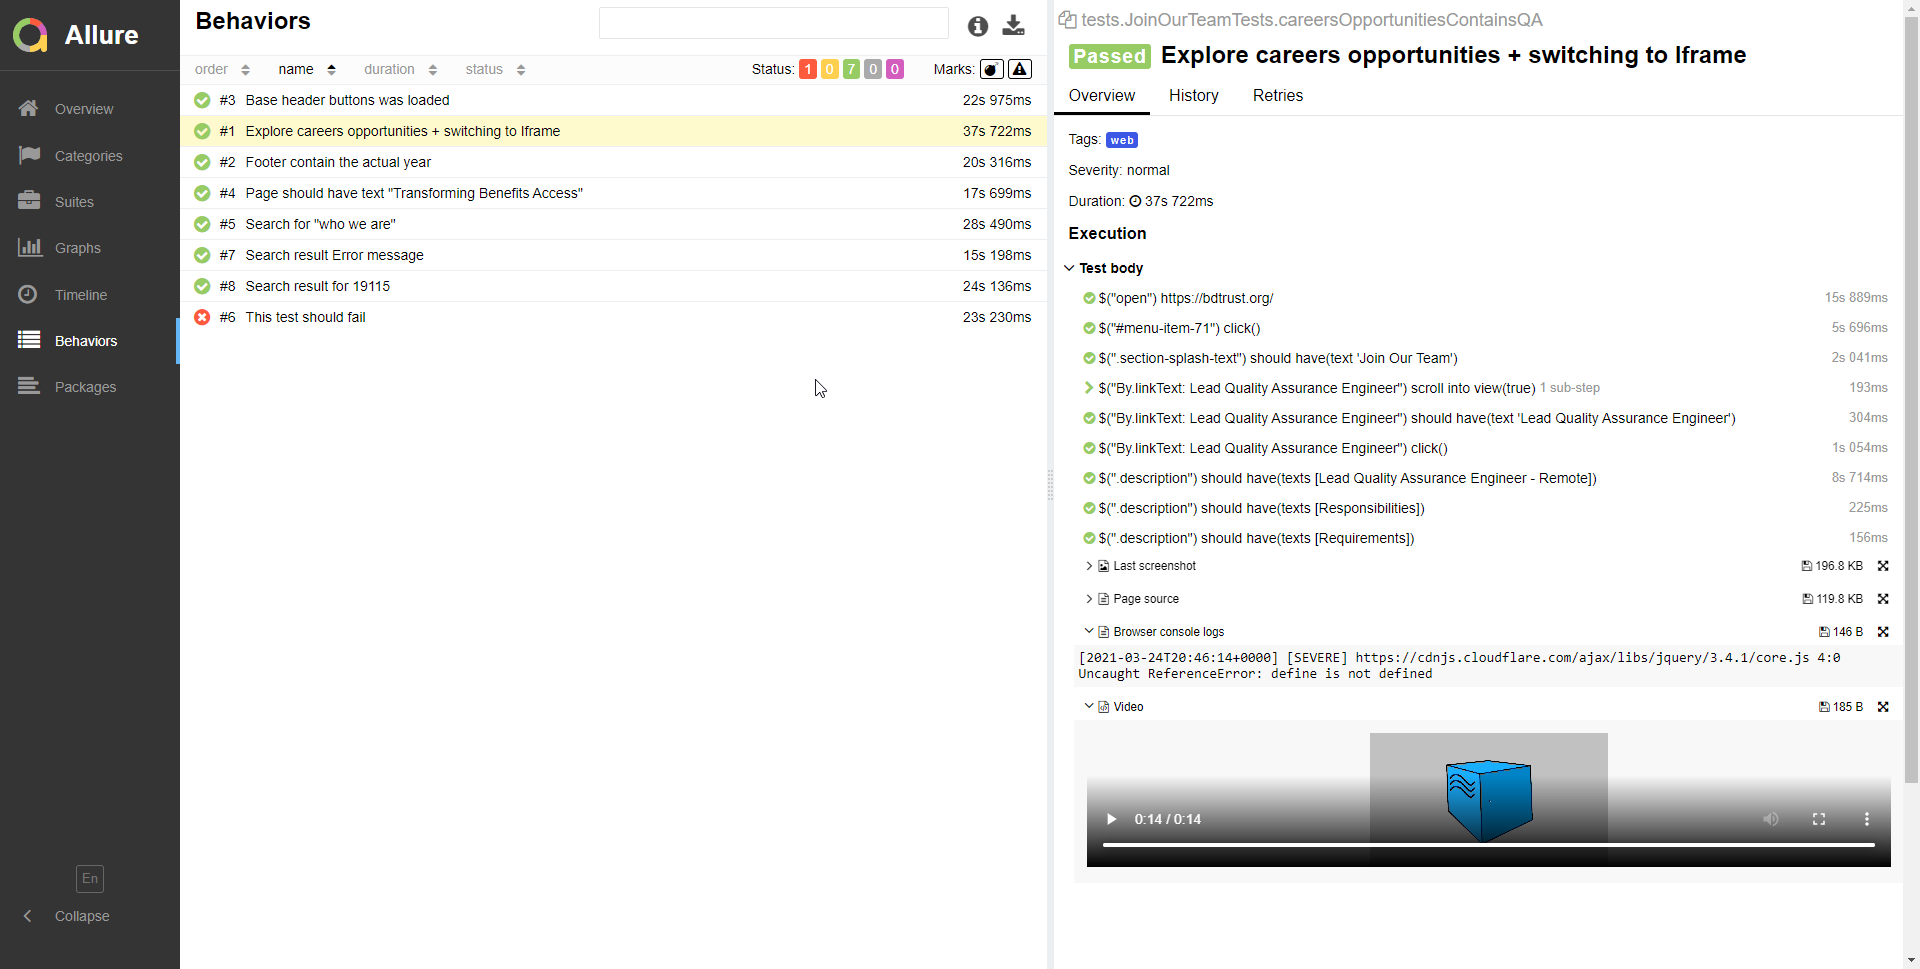 Allure
Overview
Categories
Suites
Graphs
Timeline
Behaviors
Packages
En
Collapse
Behaviors
order name duration status Status: 1 0 7 0 0 Marks:
#3 Base header buttons was loaded 22s 975ms
#1 Explore careers opportunities + switching to Iframe 37s 722ms
#2 Footer contain the actual year 20s 316ms
#4 Page should have text "Transforming Benefits Access" 17s 699ms
#5 Search for "who we are" 28s 490ms
#7 Search result Error message 15s 198ms
#8 Search result for 19115 24s 136ms
#6 This test should fail 23s 230ms
tests.JoinOurTeamTests.careersOpportunitiesContainsQA
Passed Explore careers opportunities + switching to Iframe
Overview History Retries
Tags: web
Severity: normal
Duration: 37s 722ms
Execution
Test body
$("open") https://bdtrust.org/ 15s 889ms
$("#menu-item-71") click() 5s 696ms
$(".section-splash-text") should have(text 'Join Our Team') 2s 041ms
$("By.linkText: Lead Quality Assurance Engineer") scroll into view(true) 1 sub-step 193ms
$("By.linkText: Lead Quality Assurance Engineer") should have(text 'Lead Quality Assurance Engineer') 304ms
$("By.linkText: Lead Quality Assurance Engineer") click() 1s 054ms
$(".description") should have(texts [Lead Quality Assurance Engineer - Remote]) 8s 714ms
$(".description") should have(texts [Responsibilities]) 225ms
$(".description") should have(texts [Requirements]) 156ms
Last screenshot 196.8 KB
Page source 119.8 KB
Browser console logs 146 B
[2021-03-24T20:46:14+0000] [SEVERE] https://cdnjs.cloudflare.com/ajax/libs/jquery/3.4.1/core.js 4:0
Uncaught ReferenceError: define is not defined
Video 185 B
0:14 / 0:14